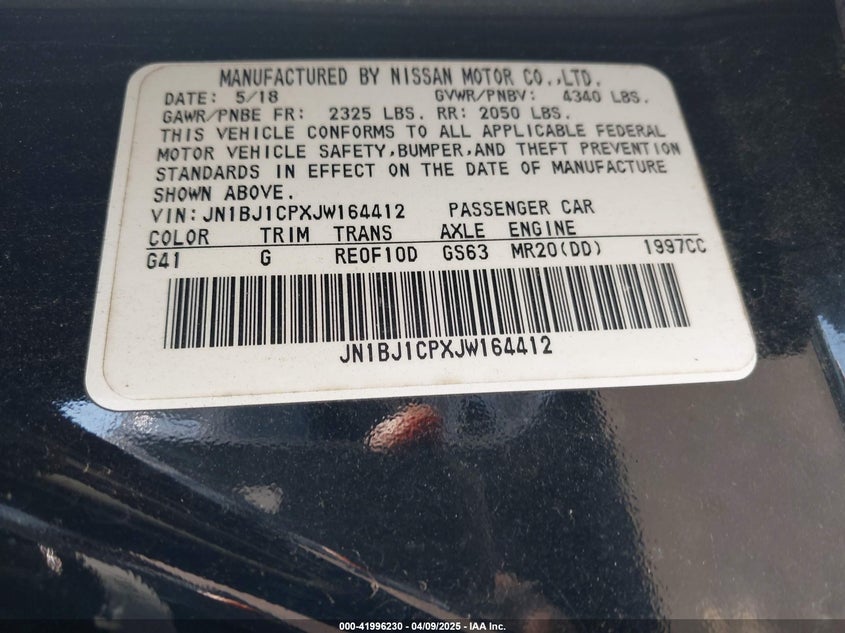 MANUFACTURED BY NISSAN MOTOR CO.,LTD.
DATE: 5/18 GVWR/PNBV: 4340 LBS.
GAWR/PNBE FR: 2325 LBS. RR: 2050 LBS.
THIS VEHICLE CONFORMS TO ALL APPLICABLE FEDERAL
MOTOR VEHICLE SAFETY,BUMPER,AND THEFT PREVENTION
STANDARDS IN EFFECT ON THE DATE OF MANUFACTURE
SHOWN ABOVE.
VIN:JN1BJ1CPXJW164412 PASSENGER CAR
COLOR TRIM TRANS AXLE ENGINE
G41 G RE0F10D GS63 MR20(DD) 1997CC
JN1BJ1CPXJW164412
000-41996230 - 04/09/2025 - IAA Inc.